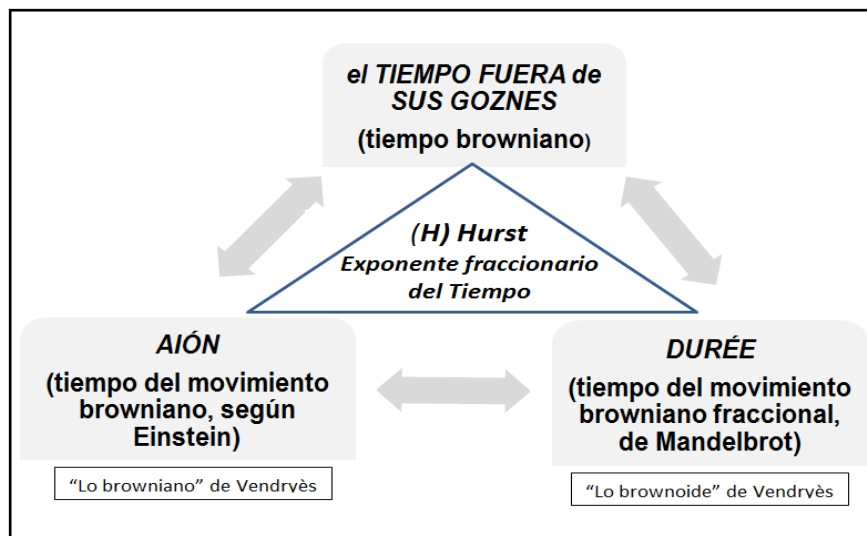 el TIEMPO FUERA de
SUS GOZNES
(tiempo browniano)
(H) Hurst
Exponente fraccionario
del Tiempo
AIÓN
(tiempo del movimiento
browniano, según
Einstein)
"Lo browniano" de Vendryès
DURÉE
(tiempo del movimiento
browniano fraccional,
de Mandelbrot)
"Lo brownoide" de Vendryès